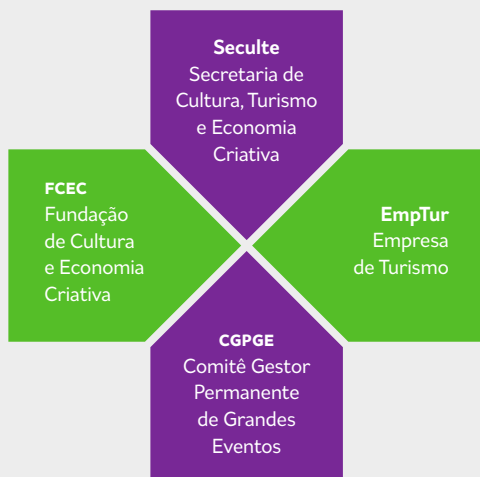 Seculte
Secretaria de
Cultura, Turismo
e Economia
Criativa
FCEC
Fundação
de Cultura
e Economia
Criativa
EmpTur
Empresa
de Turismo
CGPGE
Comitê Gestor
Permanente
de Grandes
Eventos